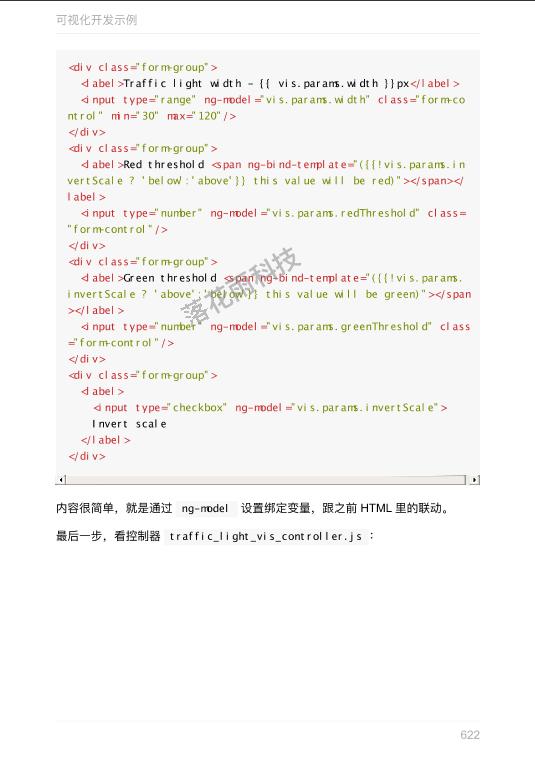 可视化开发示例
<div class="form-group">
  <label>Traffic light width - {{ vis.params.width }}px</label>
  <input type="range" ng-model="vis.params.width" class="form-co
ntrol" min="30" max="120"/>
</div>
<div class="form-group">
  <label>Red threshold <span ng-bind-template="({{!vis.params.in
vertScale ? 'below':'above'}} this value will be red)"></span></
label>
  <input type="number" ng-model="vis.params.redThreshold" class=
"form-control"/>
</div>
<div class="form-group">
  <label>Green threshold <span ng-bind-template="({{!vis.params.
invertScale ? 'above':'below'}} this value will be green)"></span
></label>
  <input type="number" ng-model="vis.params.greenThreshold" class
="form-control"/>
</div>
<div class="form-group">
  <label>
    <input type="checkbox" ng-model="vis.params.invertScale">
    Invert scale
  </label>
</div>
落花雨科技
内容很简单，就是通过 ng-model 设置绑定变量，跟之前 HTML 里的联动。
最后一步，看控制器 traffic_light_vis_controller.js：
622